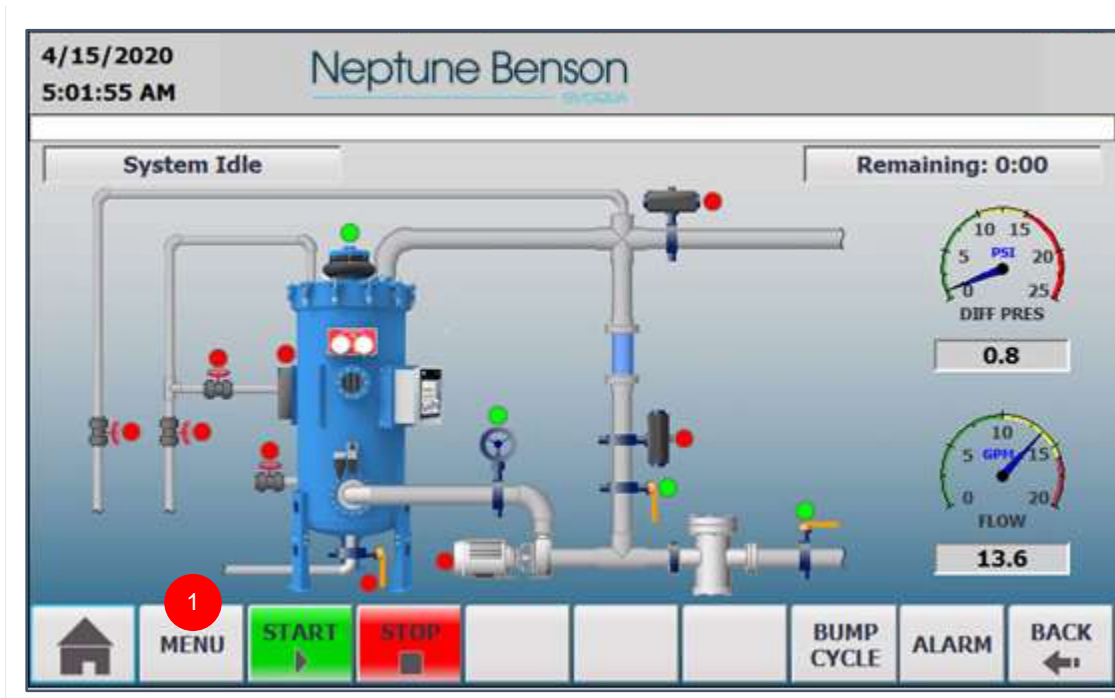 4/15/2020
5:01:55 AM
Neptune Benson
EVOQUA
System Idle
Remaining: 0:00
10 15
5 PSI 20
0 25
DIFF PRES
0.8
10
5 GPM 15
0 20
FLOW
13.6
1
MENU
START
STOP
BUMP
CYCLE
ALARM
BACK